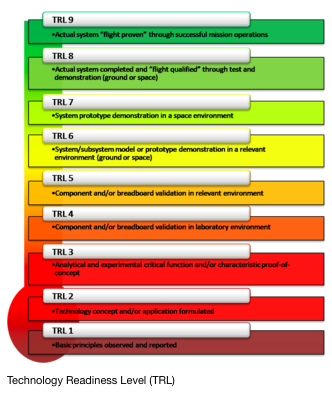 TRL 9
•Actual system "flight proven" through successful mission operations
TRL 8
•Actual system completed and "flight qualified" through test and
demonstration (ground or space)
TRL 7
•System prototype demonstration in a space environment
TRL 6
•System/subsystem model or prototype demonstration in a relevant
environment (ground or space)
TRL 5
•Component and/or breadboard validation in relevant environment
TRL 4
•Component and/or breadboard validation in laboratory environment
TRL 3
•Analytical and experimental critical function and/or characteristic proof-of-
concept
TRL 2
•Technology concept and/or application formulated
TRL 1
•Basic principles observed and reported
Technology Readiness Level (TRL)